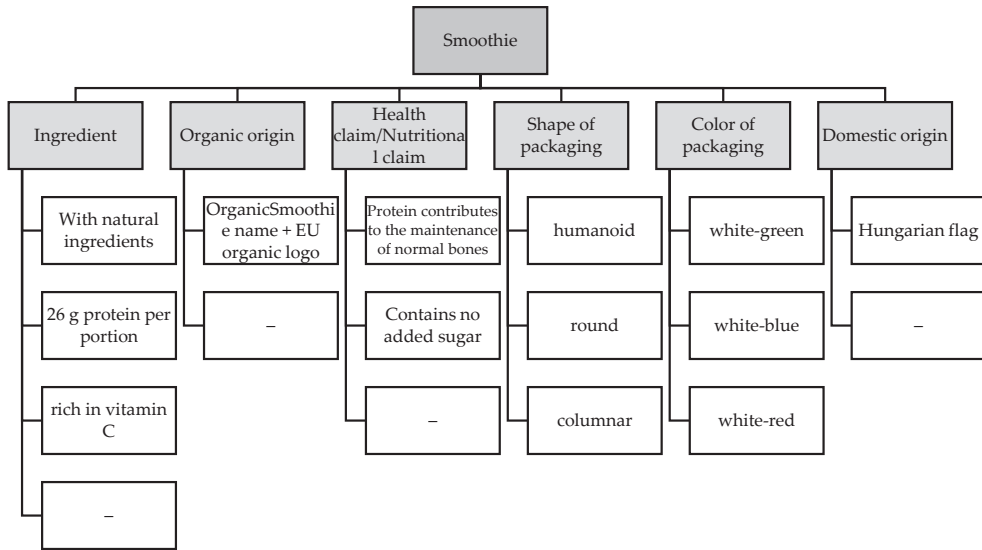 Smoothie
Ingredient
Organic origin
Health
claim/Nutritiona
l claim
Shape of
packaging
Color of
packaging
Domestic origin
With natural
ingredients
OrganicSmoothi
e name + EU
organic logo
Protein contributes
to the maintenance
of normal bones
humanoid
white-green
Hungarian flag
26 g protein per
portion
–
Contains no
added sugar
round
white-blue
–
rich in vitamin
C
–
columnar
white-red
–